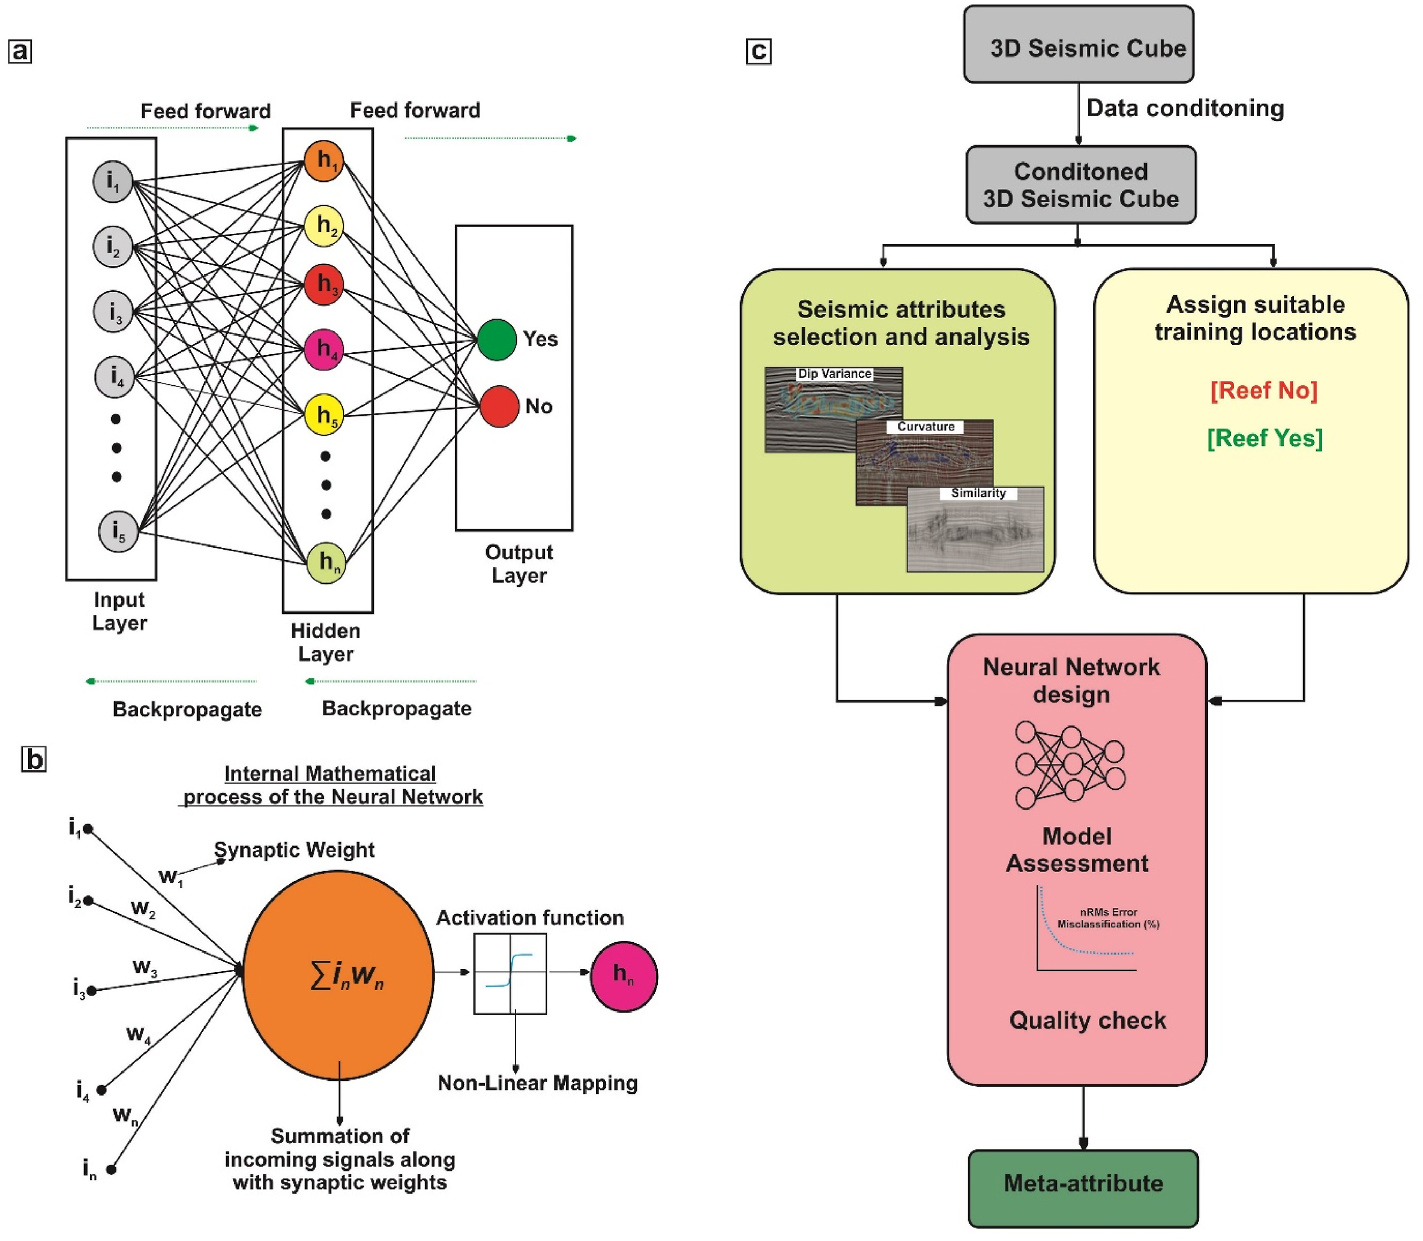 a
Feed forward
Feed forward
i1
i2
i3
i4
i5
h1
h2
h3
h4
h5
hn
Yes
No
Input
Layer
Hidden
Layer
Output
Layer
Backpropagate
Backpropagate
b
Internal Mathematical
process of the Neural Network
i1
i2
i3
i4
in
w1
w2
w3
w4
wn
Synaptic Weight
∑inwn
Activation function
hn
Non-Linear Mapping
Summation of
incoming signals along
with synaptic weights
c
3D Seismic Cube
Data conditoning
Conditoned
3D Seismic Cube
Seismic attributes
selection and analysis
Dip Variance
Curvature
Similarity
Assign suitable
training locations
[Reef No]
[Reef Yes]
Neural Network
design
Model
Assessment
nRMs Error
Misclassification (%)
Quality check
Meta-attribute